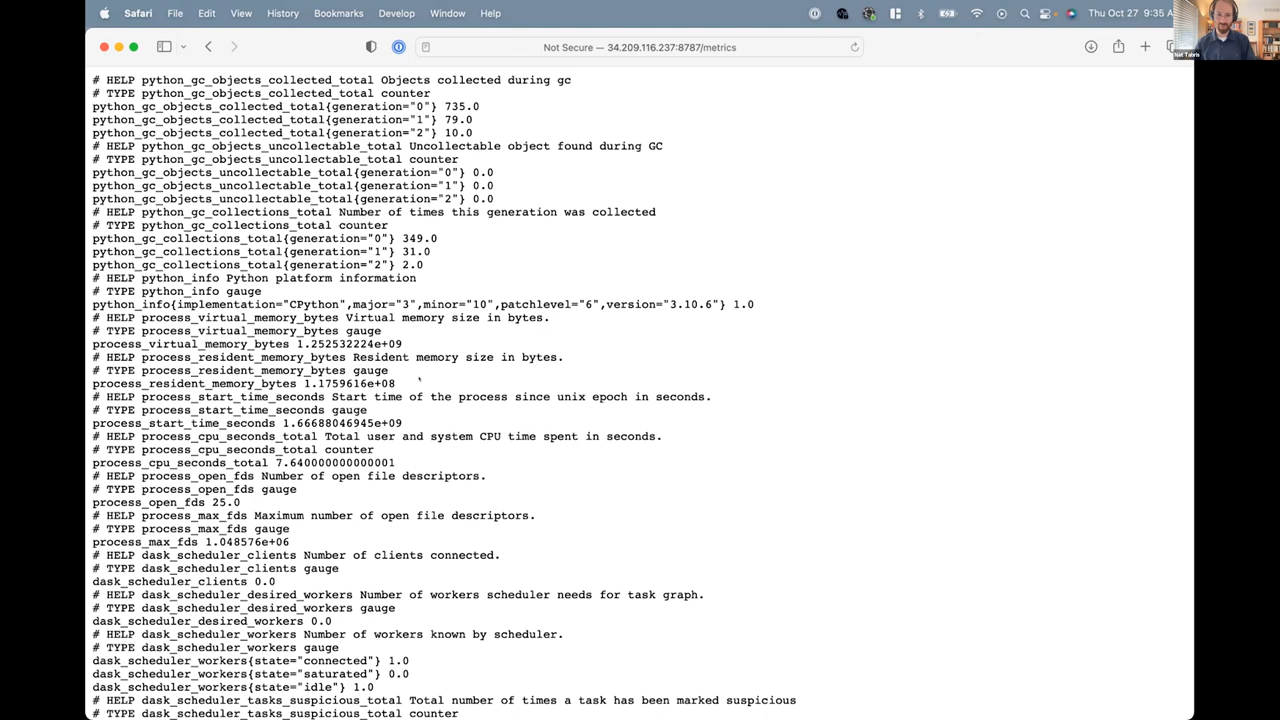 Safari File Edit View History Bookmarks Develop Window Help Thu Oct 27 9:35 A
Not Secure — 34.209.116.237:8787/metrics
Nat Tabris
# HELP python_gc_objects_collected_total Objects collected during gc
# TYPE python_gc_objects_collected_total counter
python_gc_objects_collected_total{generation="0"} 735.0
python_gc_objects_collected_total{generation="1"} 79.0
python_gc_objects_collected_total{generation="2"} 10.0
# HELP python_gc_objects_uncollectable_total Uncollectable object found during GC
# TYPE python_gc_objects_uncollectable_total counter
python_gc_objects_uncollectable_total{generation="0"} 0.0
python_gc_objects_uncollectable_total{generation="1"} 0.0
python_gc_objects_uncollectable_total{generation="2"} 0.0
# HELP python_gc_collections_total Number of times this generation was collected
# TYPE python_gc_collections_total counter
python_gc_collections_total{generation="0"} 349.0
python_gc_collections_total{generation="1"} 31.0
python_gc_collections_total{generation="2"} 2.0
# HELP python_info Python platform information
# TYPE python_info gauge
python_info{implementation="CPython",major="3",minor="10",patchlevel="6",version="3.10.6"} 1.0
# HELP process_virtual_memory_bytes Virtual memory size in bytes.
# TYPE process_virtual_memory_bytes gauge
process_virtual_memory_bytes 1.252532224e+09
# HELP process_resident_memory_bytes Resident memory size in bytes.
# TYPE process_resident_memory_bytes gauge
process_resident_memory_bytes 1.1759616e+08
# HELP process_start_time_seconds Start time of the process since unix epoch in seconds.
# TYPE process_start_time_seconds gauge
process_start_time_seconds 1.66688046945e+09
# HELP process_cpu_seconds_total Total user and system CPU time spent in seconds.
# TYPE process_cpu_seconds_total counter
process_cpu_seconds_total 7.640000000000001
# HELP process_open_fds Number of open file descriptors.
# TYPE process_open_fds gauge
process_open_fds 25.0
# HELP process_max_fds Maximum number of open file descriptors.
# TYPE process_max_fds gauge
process_max_fds 1.048576e+06
# HELP dask_scheduler_clients Number of clients connected.
# TYPE dask_scheduler_clients gauge
dask_scheduler_clients 0.0
# HELP dask_scheduler_desired_workers Number of workers scheduler needs for task graph.
# TYPE dask_scheduler_desired_workers gauge
dask_scheduler_desired_workers 0.0
# HELP dask_scheduler_workers Number of workers known by scheduler.
# TYPE dask_scheduler_workers gauge
dask_scheduler_workers{state="connected"} 1.0
dask_scheduler_workers{state="saturated"} 0.0
dask_scheduler_workers{state="idle"} 1.0
# HELP dask_scheduler_tasks_suspicious_total Total number of times a task has been marked suspicious
# TYPE dask_scheduler_tasks_suspicious_total counter